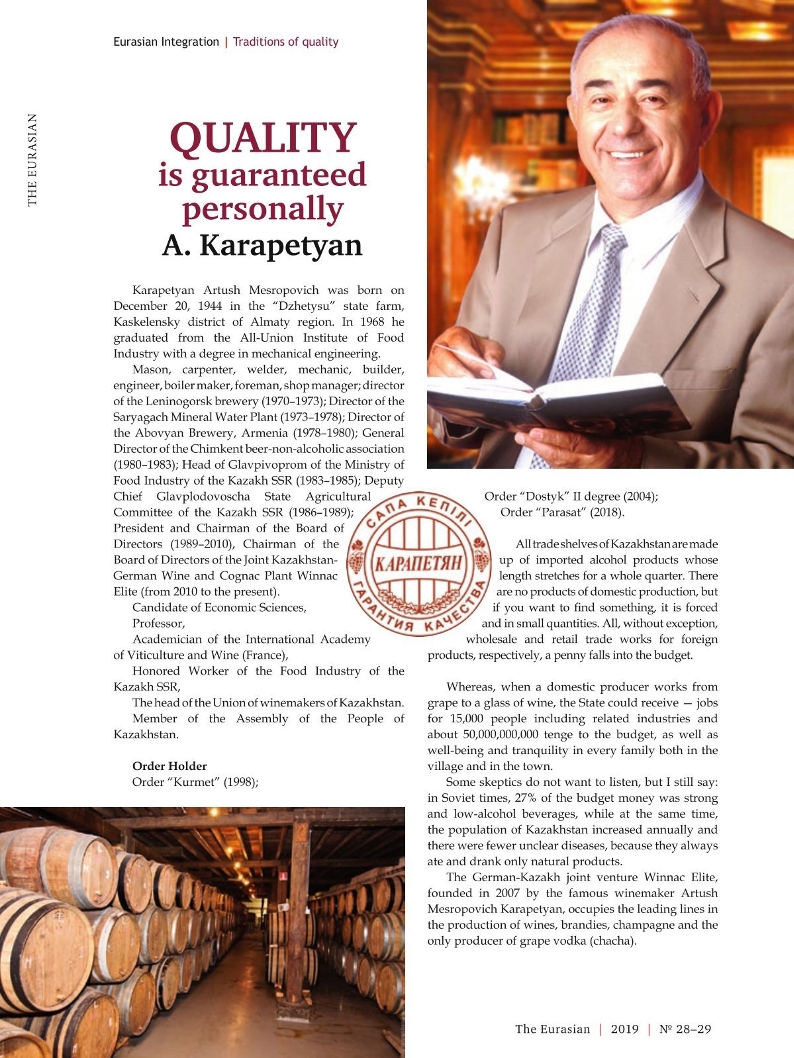 Eurasian Integration | Traditions of quality
THE EURASIAN
QUALITY
is guaranteed
personally
A. Karapetyan
Karapetyan Artush Mesropovich was born on
December 20, 1944 in the “Dzhetysu” state farm,
Kaskelensky district of Almaty region. In 1968 he
graduated from the All-Union Institute of Food
Industry with a degree in mechanical engineering.
Mason, carpenter, welder, mechanic, builder,
engineer, boiler maker, foreman, shop manager; director
of the Leninogorsk brewery (1970–1973); Director of the
Saryagach Mineral Water Plant (1973–1978); Director of
the Abovyan Brewery, Armenia (1978–1980); General
Director of the Chimkent beer-non-alcoholic association
(1980–1983); Head of Glavpivoprom of the Ministry of
Food Industry of the Kazakh SSR (1983–1985); Deputy
Chief Glavplodovoscha State Agricultural
Committee of the Kazakh SSR (1986–1989);
President and Chairman of the Board of
Directors (1989–2010), Chairman of the
Board of Directors of the Joint Kazakhstan-
German Wine and Cognac Plant Winnac
Elite (from 2010 to the present).
Candidate of Economic Sciences,
Professor,
Academician of the International Academy
of Viticulture and Wine (France),
Honored Worker of the Food Industry of the
Kazakh SSR,
The head of the Union of winemakers of Kazakhstan.
Member of the Assembly of the People of
Kazakhstan.
Order Holder
Order “Kurmet” (1998);
САПА КЕПІЛІ
КАРАПЕТЯН
ГАРАНТИЯ КАЧЕСТВА
Order “Dostyk” II degree (2004);
Order “Parasat” (2018).
All trade shelves of Kazakhstan are made
up of imported alcohol products whose
length stretches for a whole quarter. There
are no products of domestic production, but
if you want to find something, it is forced
and in small quantities. All, without exception,
wholesale and retail trade works for foreign
products, respectively, a penny falls into the budget.
Whereas, when a domestic producer works from
grape to a glass of wine, the State could receive — jobs
for 15,000 people including related industries and
about 50,000,000,000 tenge to the budget, as well as
well-being and tranquility in every family both in the
village and in the town.
Some skeptics do not want to listen, but I still say:
in Soviet times, 27% of the budget money was strong
and low-alcohol beverages, while at the same time,
the population of Kazakhstan increased annually and
there were fewer unclear diseases, because they always
ate and drank only natural products.
The German-Kazakh joint venture Winnac Elite,
founded in 2007 by the famous winemaker Artush
Mesropovich Karapetyan, occupies the leading lines in
the production of wines, brandies, champagne and the
only producer of grape vodka (chacha).
The Eurasian | 2019 | № 28–29